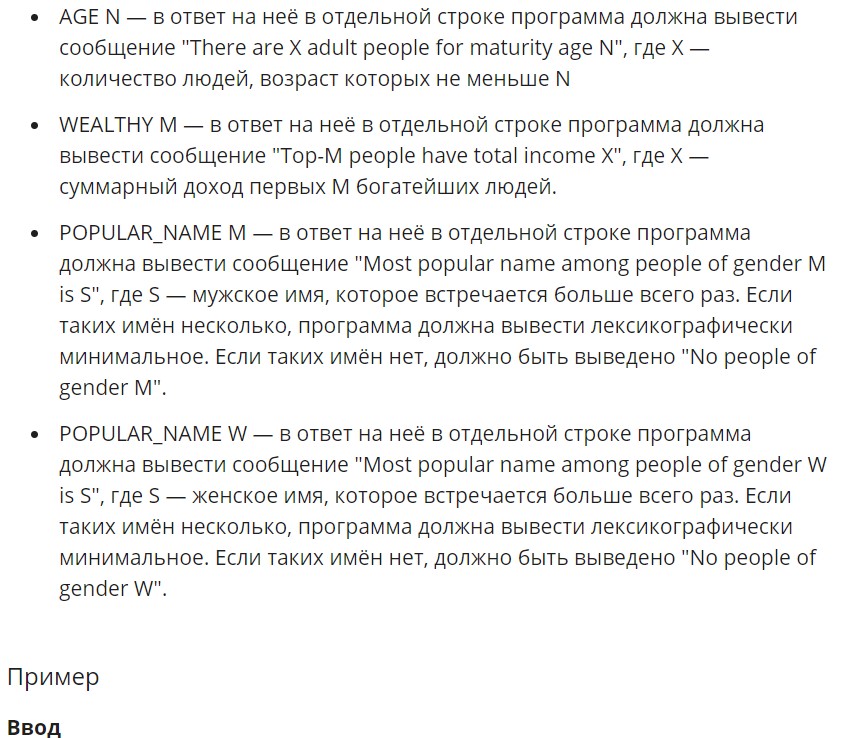 • AGE N — в ответ на неё в отдельной строке программа должна вывести
сообщение "There are X adult people for maturity age N", где X —
количество людей, возраст которых не меньше N
• WEALTHY M — в ответ на неё в отдельной строке программа должна
вывести сообщение "Top-M people have total income X", где X —
суммарный доход первых M богатейших людей.
• POPULAR_NAME M — в ответ на неё в отдельной строке программа
должна вывести сообщение "Most popular name among people of gender M
is S", где S — мужское имя, которое встречается больше всего раз. Если
таких имён несколько, программа должна вывести лексикографически
минимальное. Если таких имён нет, должно быть выведено "No people of
gender M".
• POPULAR_NAME W — в ответ на неё в отдельной строке программа
должна вывести сообщение "Most popular name among people of gender W
is S", где S — женское имя, которое встречается больше всего раз. Если
таких имён несколько, программа должна вывести лексикографически
минимальное. Если таких имён нет, должно быть выведено "No people of
gender W".
Пример
Ввод